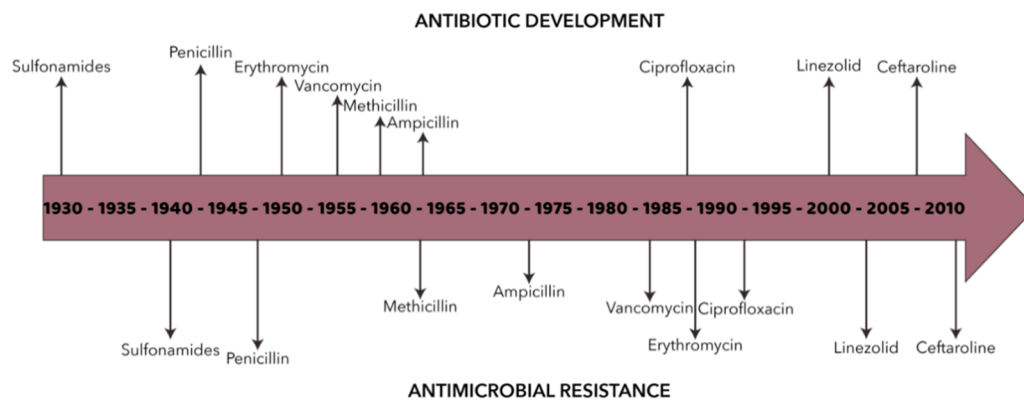 ANTIBIOTIC DEVELOPMENT
Penicillin
Sulfonamides
Erythromycin
Ciprofloxacin
Linezolid
Ceftaroline
Vancomycin
Methicillin
Ampicillin
1930 - 1935 - 1940 - 1945 - 1950 - 1955 - 1960 - 1965 - 1970 - 1975 - 1980 - 1985 - 1990 - 1995 - 2000 - 2005 - 2010
Ampicillin
Methicillin
Vancomycin
Ciprofloxacin
Erythromycin
Linezolid
Ceftaroline
Sulfonamides
Penicillin
ANTIMICROBIAL RESISTANCE